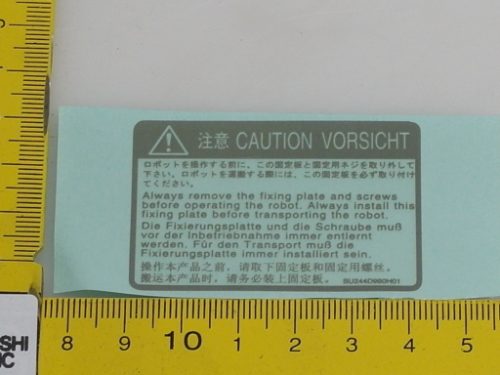 注意 CAUTION VORSICHT
ロボットを操作する前に、この固定板と固定用ネジを取り外して
下さい。ロボットを運動する際には、この固定板を必ず取り付け
てください。
Always remove the fixing plate and screws
before operating the robot. Always install this
fixing plate before transporting the robot.
Die Fixierungsplatte und die Schraube muß
vor der Inbefriebnahme immer entlernt
werden. Für den Transport muß die
Fixierungsplatte immer installiert sein.
操作本产品之前，请取下固定板和固定用螺丝。
搬运本产品时，请务必装上固定板。 BU244D980H01
8 9 10 1 2 3 4 5